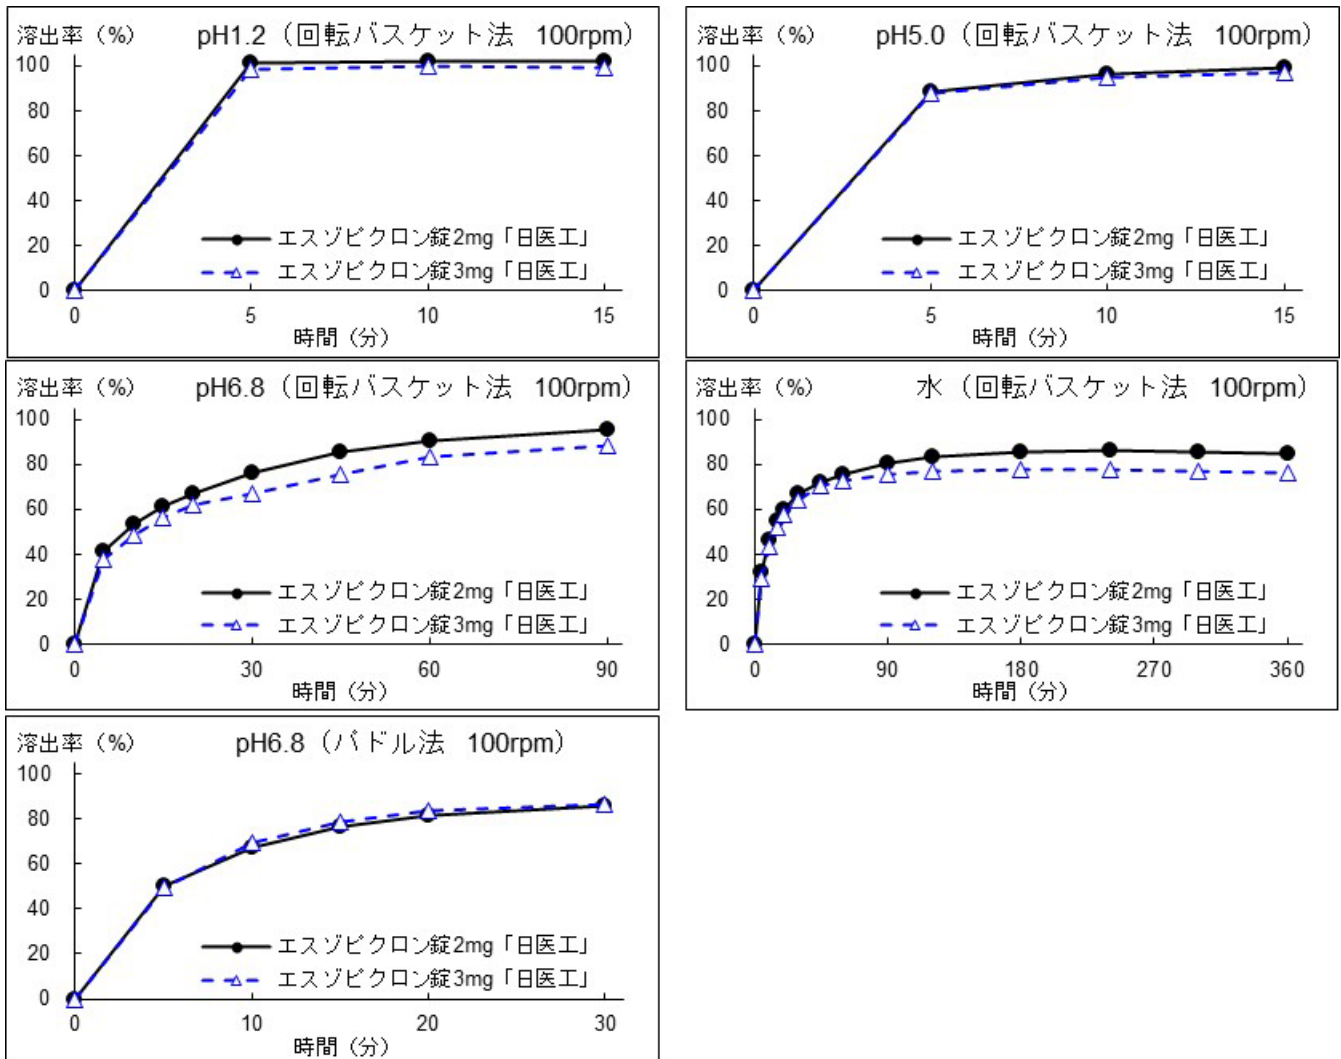 溶出率（%） pH1.2（回転バスケット法 100rpm）
100
80
60
40
20
0
エスゾピクロン錠2mg「日医工」
エスゾピクロン錠3mg「日医工」
0 5 10 15
時間（分）
溶出率（%） pH5.0（回転バスケット法 100rpm）
100
80
60
40
20
0
エスゾピクロン錠2mg「日医工」
エスゾピクロン錠3mg「日医工」
0 5 10 15
時間（分）
溶出率（%） pH6.8（回転バスケット法 100rpm）
100
80
60
40
20
0
エスゾピクロン錠2mg「日医工」
エスゾピクロン錠3mg「日医工」
0 30 60 90
時間（分）
溶出率（%） 水（回転バスケット法 100rpm）
100
80
60
40
20
0
エスゾピクロン錠2mg「日医工」
エスゾピクロン錠3mg「日医工」
0 90 180 270 360
時間（分）
溶出率（%） pH6.8（パドル法 100rpm）
100
80
60
40
20
0
エスゾピクロン錠2mg「日医工」
エスゾピクロン錠3mg「日医工」
0 10 20 30
時間（分）